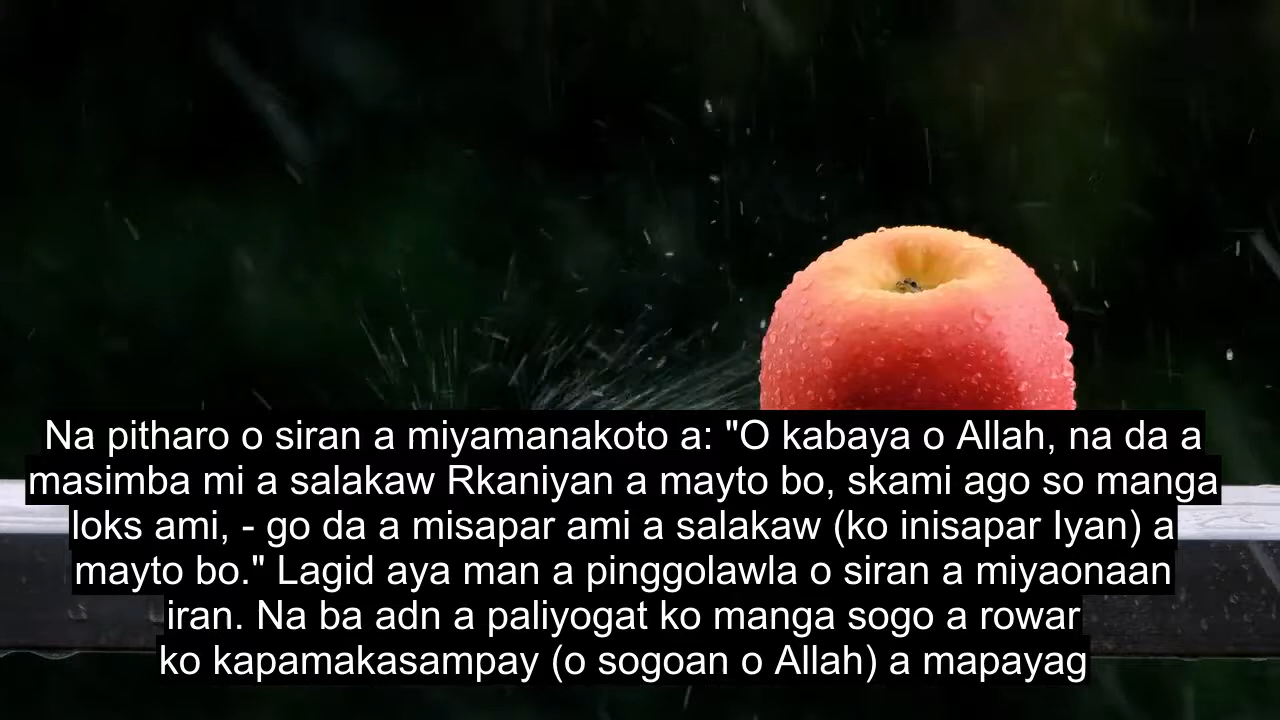 Na pitharo o siran a miyamanakoto a: "O kabaya o Allah, na da a
masimba mi a salakaw Rkaniyan a mayto bo, skami ago so manga
loks ami, - go da a misapar ami a salakaw (ko inisapar Iyan) a
mayto bo." Lagid aya man a pinggolawla o siran a miyaonaan
iran. Na ba adn a paliyogat ko manga sogo a rowar
ko kapamakasampay (o sogoan o Allah) a mapayag